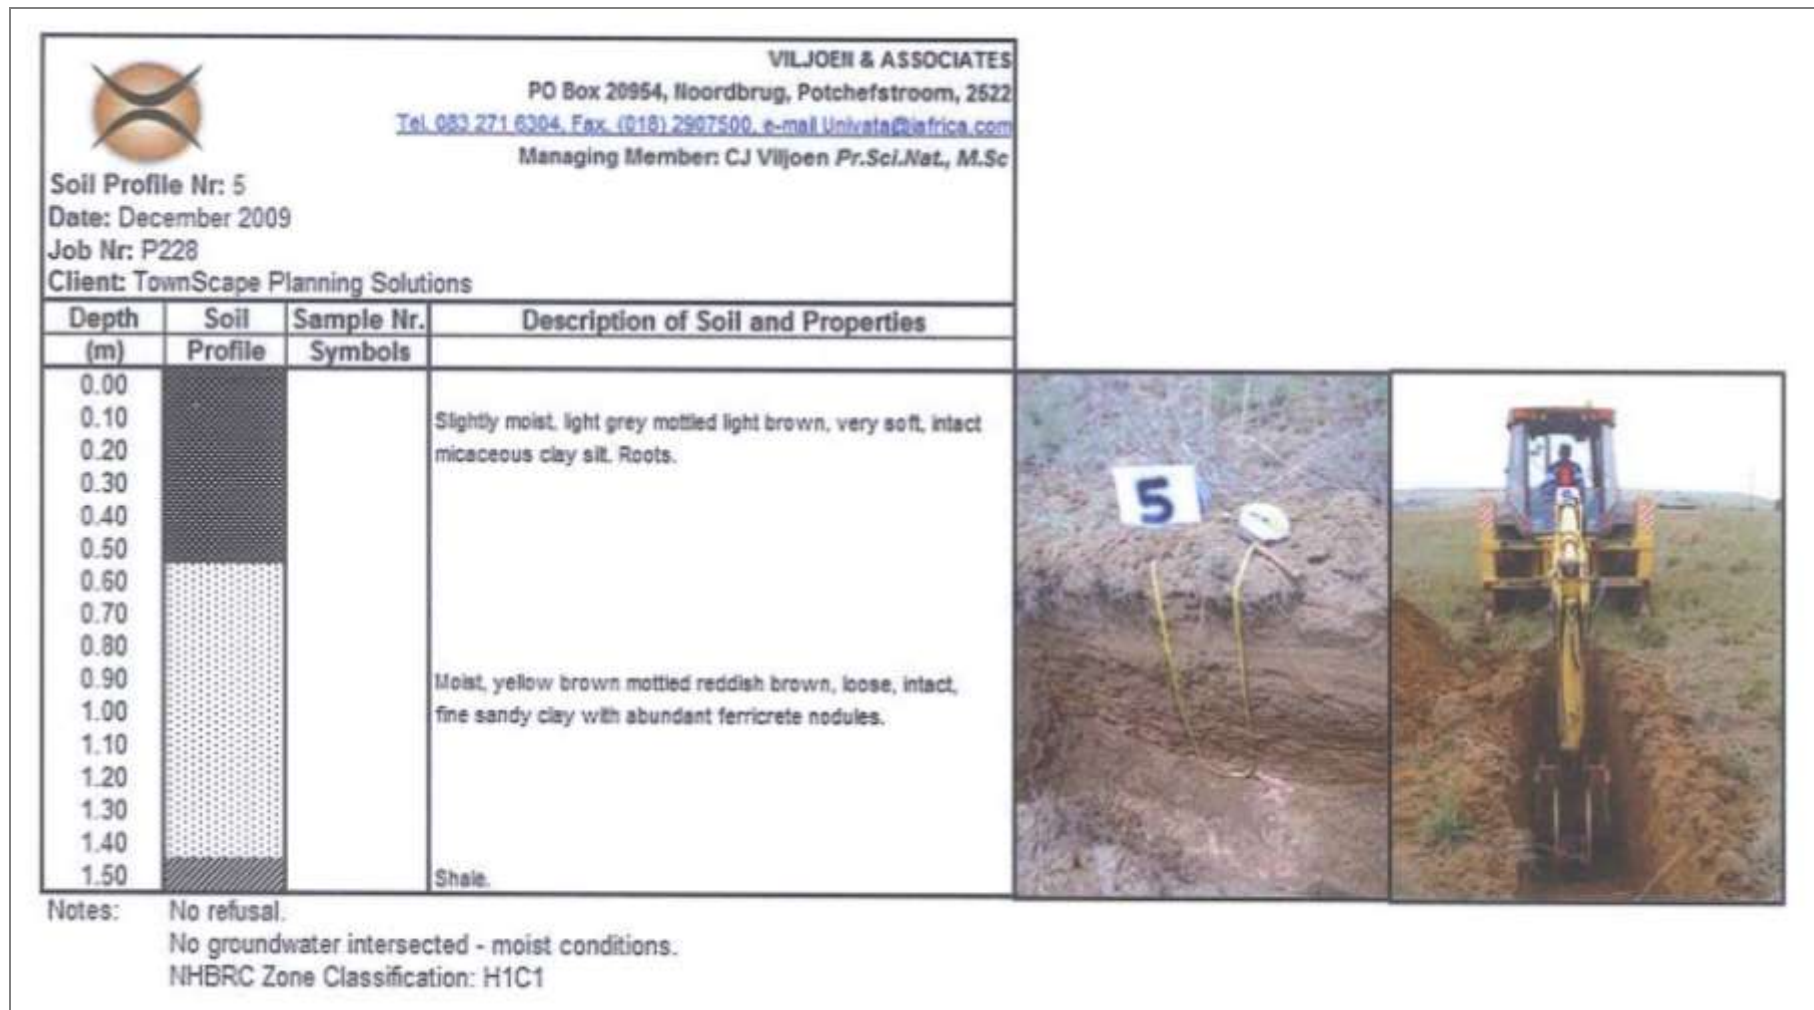 VILJOEN & ASSOCIATES
PO Box 20954, Noordbrug, Potchefstroom, 2522
Tel. 083 271 6304, Fax. (018) 2907500, e-mail Univata@iafrica.com
Managing Member: CJ Viljoen Pr.Sci.Nat., M.Sc
Soil Profile Nr: 5
Date: December 2009
Job Nr: P228
Client: TownScape Planning Solutions
Depth Soil Sample Nr. Description of Soil and Properties
(m) Profile Symbols
0.00
0.10 Slightly moist, light grey mottled light brown, very soft, intact
0.20 micaceous clay silt. Roots.
0.30
0.40
0.50
0.60
0.70
0.80
0.90 Moist, yellow brown mottled reddish brown, loose, intact,
1.00 fine sandy clay with abundant ferricrete nodules.
1.10
1.20
1.30
1.40
1.50 Shale.
5
Notes: No refusal.
No groundwater intersected - moist conditions.
NHBRC Zone Classification: H1C1